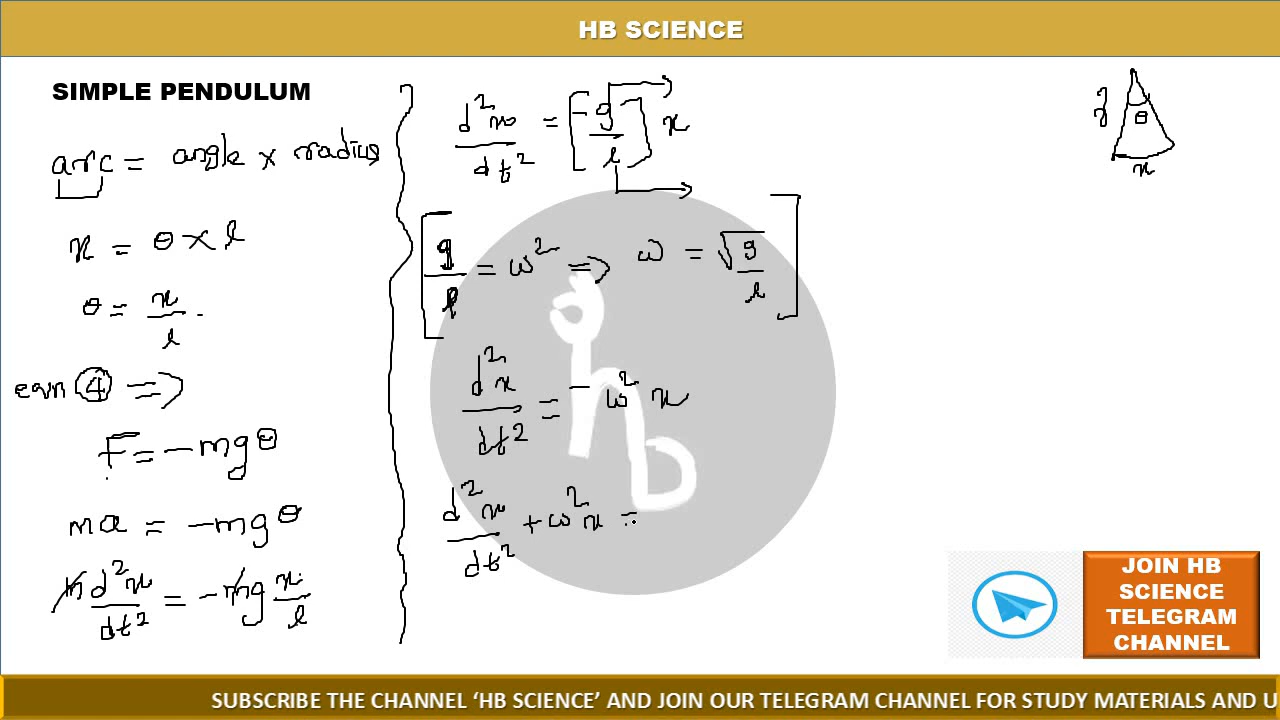 HB SCIENCE
SIMPLE PENDULUM
arc = angle × radius
x = θ × l
θ = x/l .
eqn ④ ⇒
F = -mgθ
ma = -mgθ
m d²x/dt² = -mg x/l
d²x/dt² = [-g/l] x
[g/l = ω² ⇒ ω = √g/l]
d²x/dt² = -ω² x
d²x/dt² + ω²x =
l
θ
x
hb
JOIN HB
SCIENCE
TELEGRAM
CHANNEL
SUBSCRIBE THE CHANNEL ‘HB SCIENCE’ AND JOIN OUR TELEGRAM CHANNEL FOR STUDY MATERIALS AND U